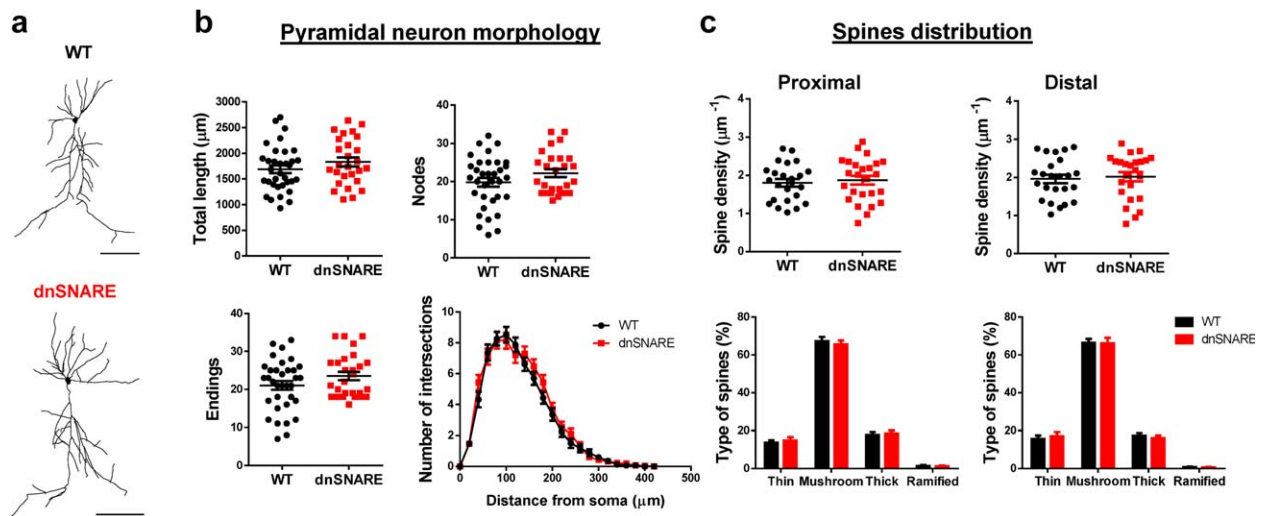 a
WT
dnSNARE
b
Pyramidal neuron morphology
Total length (μm)
3000
2500
2000
1500
1000
500
0
WT dnSNARE
Nodes
40
30
20
10
0
WT dnSNARE
Endings
40
30
20
10
0
WT dnSNARE
Number of intersections
10
8
6
4
2
0
WT
dnSNARE
0 100 200 300 400 500
Distance from soma (μm)
c
Spines distribution
Proximal
Spine density (μm⁻¹)
4
3
2
1
0
WT dnSNARE
Distal
Spine density (μm⁻¹)
4
3
2
1
0
WT dnSNARE
Type of spines (%)
80
60
40
20
0
Thin Mushroom Thick Ramified
Type of spines (%)
80
60
40
20
0
WT
dnSNARE
Thin Mushroom Thick Ramified